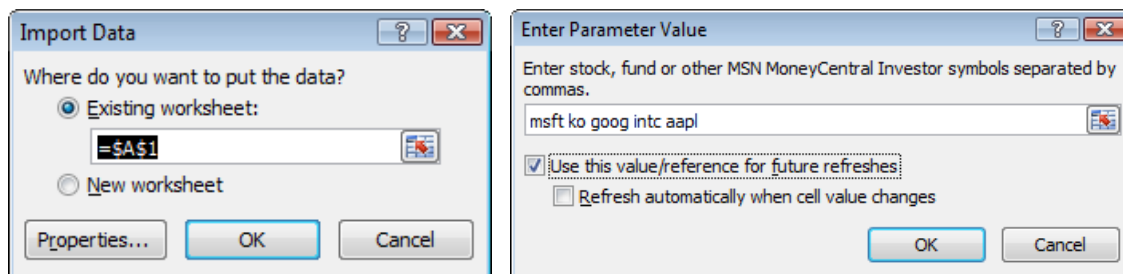 Import Data
Where do you want to put the data?
Existing worksheet:
=$A$1
New worksheet
Properties...
OK
Cancel
Enter Parameter Value
Enter stock, fund or other MSN MoneyCentral Investor symbols separated by
commas.
msft ko goog intc aapl
Use this value/reference for future refreshes
Refresh automatically when cell value changes
OK
Cancel